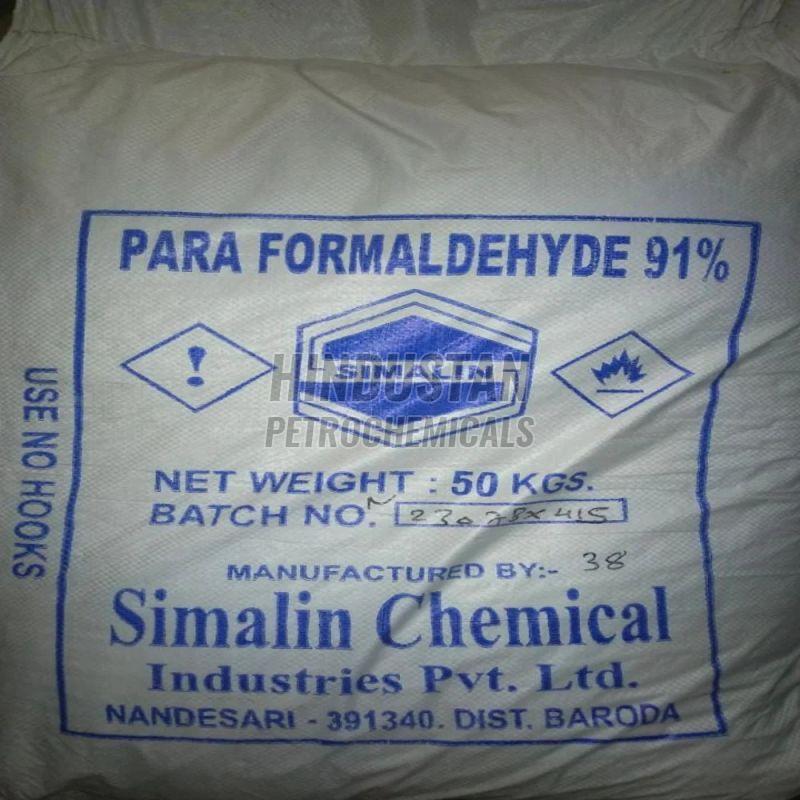 PARA FORMALDEHYDE 91%
SIMALIN
HINDUSTAN
PETROCHEMICALS
NET WEIGHT : 50 KGS.
BATCH NO.
MANUFACTURED BY:- 38
Simalin Chemical
Industries Pvt. Ltd.
NANDESARI - 391340. DIST. BARODA
USE NO HOOKS